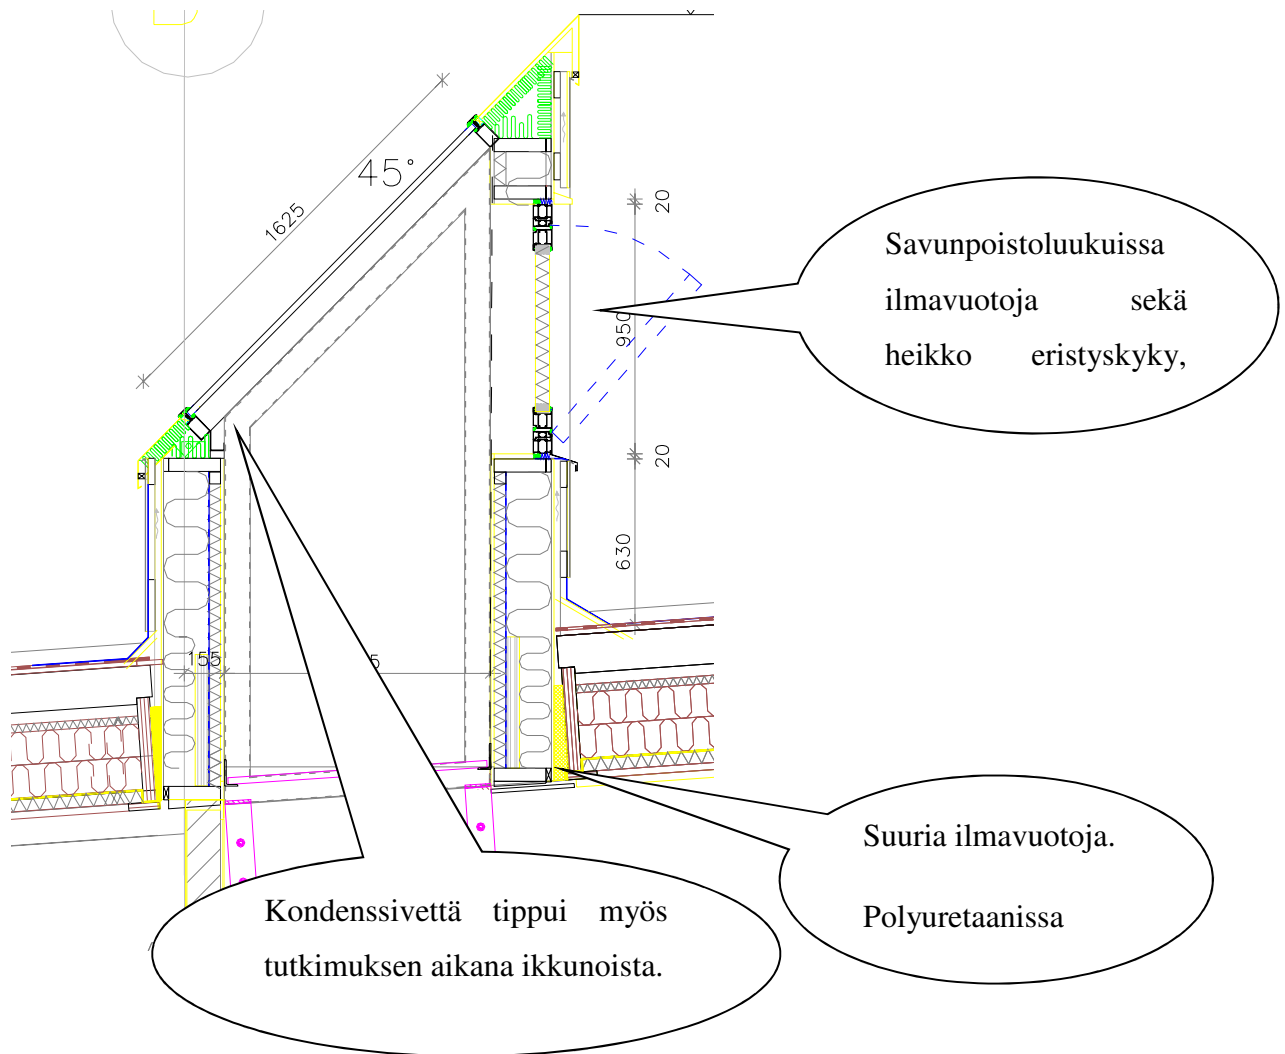 45°
1625
20
950
20
630
155
Savunpoistoluukuissa
ilmavuotoja sekä
heikko eristyskyky,
Suuria ilmavuotoja.
Polyuretaanissa
Kondenssivettä tippui myös
tutkimuksen aikana ikkunoista.